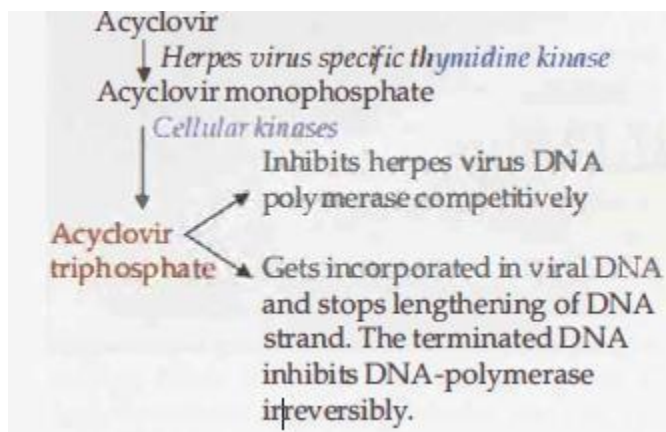 Acyclovir
Herpes virus specific thymidine kinase
Acyclovir monophosphate
Cellular kinases
Inhibits herpes virus DNA
polymerase competitively
Acyclovir
triphosphate
Gets incorporated in viral DNA
and stops lengthening of DNA
strand. The terminated DNA
inhibits DNA-polymerase
irreversibly.